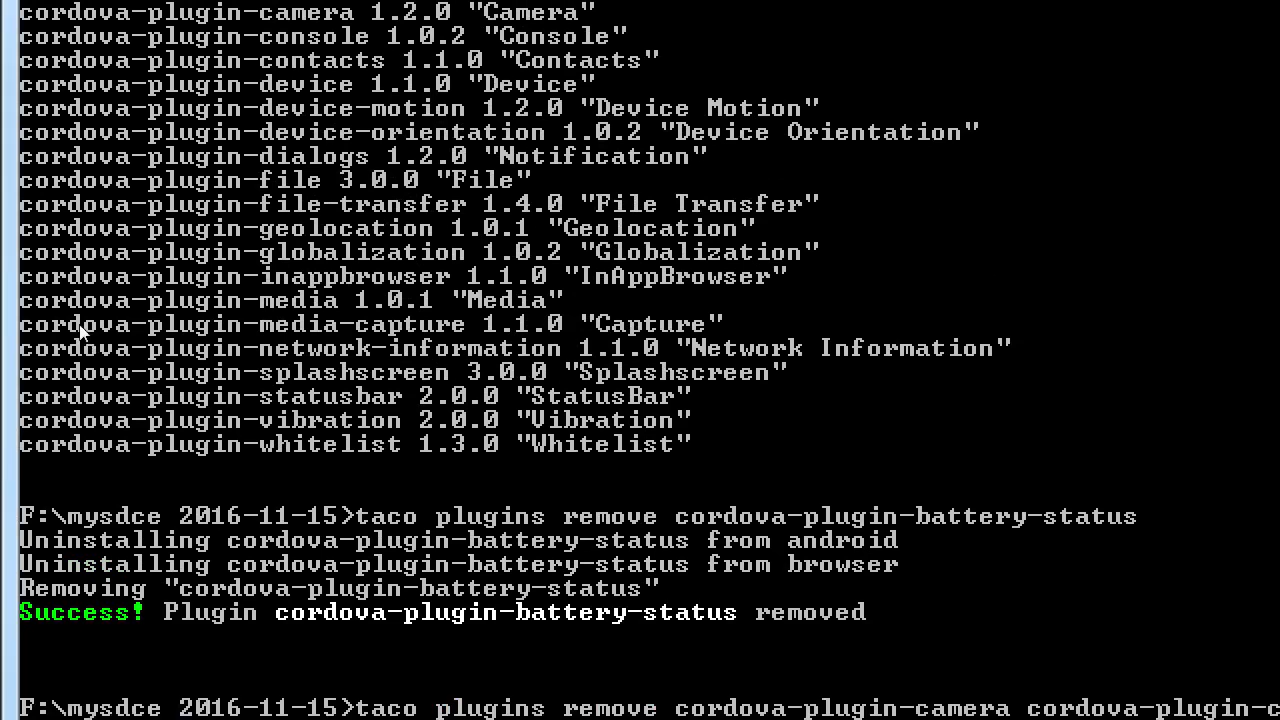 cordova-plugin-camera 1.2.0 "Camera"
cordova-plugin-console 1.0.2 "Console"
cordova-plugin-contacts 1.1.0 "Contacts"
cordova-plugin-device 1.1.0 "Device"
cordova-plugin-device-motion 1.2.0 "Device Motion"
cordova-plugin-device-orientation 1.0.2 "Device Orientation"
cordova-plugin-dialogs 1.2.0 "Notification"
cordova-plugin-file 3.0.0 "File"
cordova-plugin-file-transfer 1.4.0 "File Transfer"
cordova-plugin-geolocation 1.0.1 "Geolocation"
cordova-plugin-globalization 1.0.2 "Globalization"
cordova-plugin-inappbrowser 1.1.0 "InAppBrowser"
cordova-plugin-media 1.0.1 "Media"
cordova-plugin-media-capture 1.1.0 "Capture"
cordova-plugin-network-information 1.1.0 "Network Information"
cordova-plugin-splashscreen 3.0.0 "Splashscreen"
cordova-plugin-statusbar 2.0.0 "StatusBar"
cordova-plugin-vibration 2.0.0 "Vibration"
cordova-plugin-whitelist 1.3.0 "Whitelist"
F:\mysdce 2016-11-15>taco plugins remove cordova-plugin-battery-status
Uninstalling cordova-plugin-battery-status from android
Uninstalling cordova-plugin-battery-status from browser
Removing "cordova-plugin-battery-status"
Success! Plugin cordova-plugin-battery-status removed
F:\mysdce 2016-11-15>taco plugins remove cordova-plugin-camera cordova-plugin-c